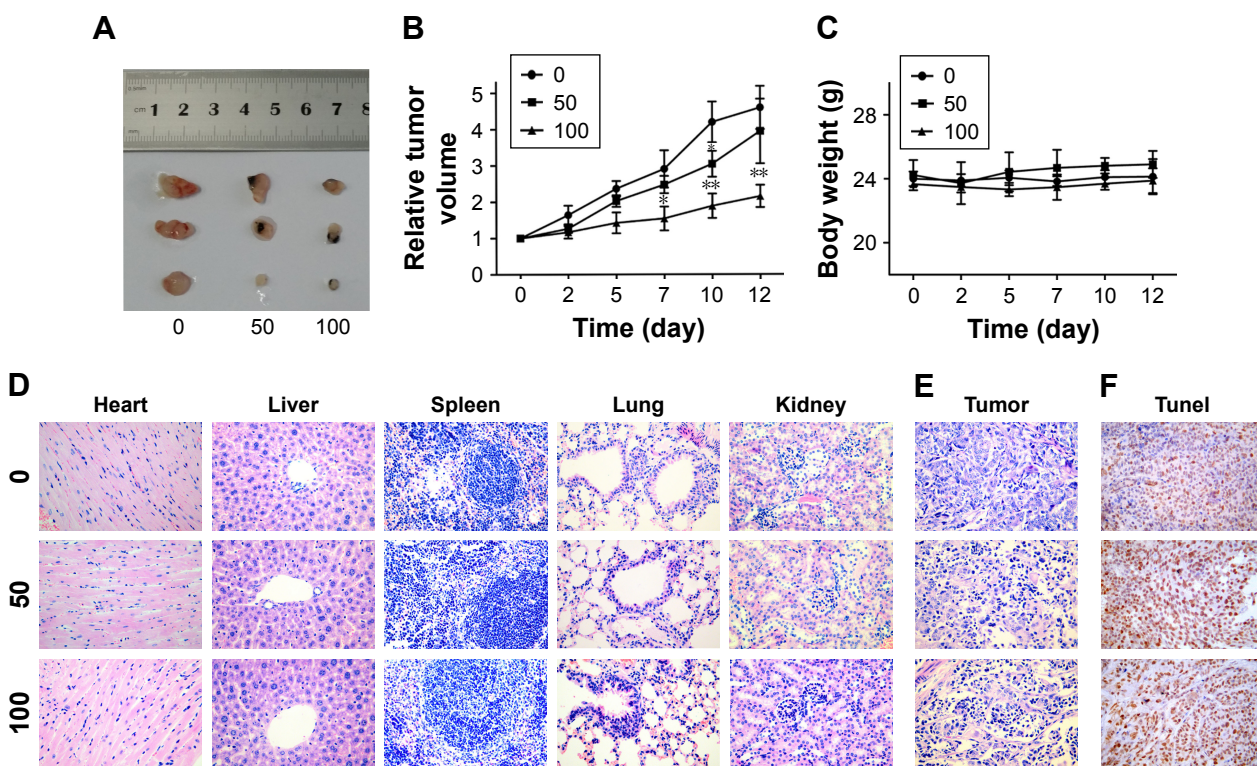 A
0.5mm
cm 1 2 3 4 5 6 7 8
mm
0 50 100
B
0
50
100
Relative tumor
volume
5
4
3
2
1
0
*
**
*
**
0 2 5 7 10 12
Time (day)
C
0
50
100
Body weight (g)
28
24
20
0 2 5 7 10 12
Time (day)
D
Heart Liver Spleen Lung Kidney
E
Tumor
F
Tunel
0
50
100